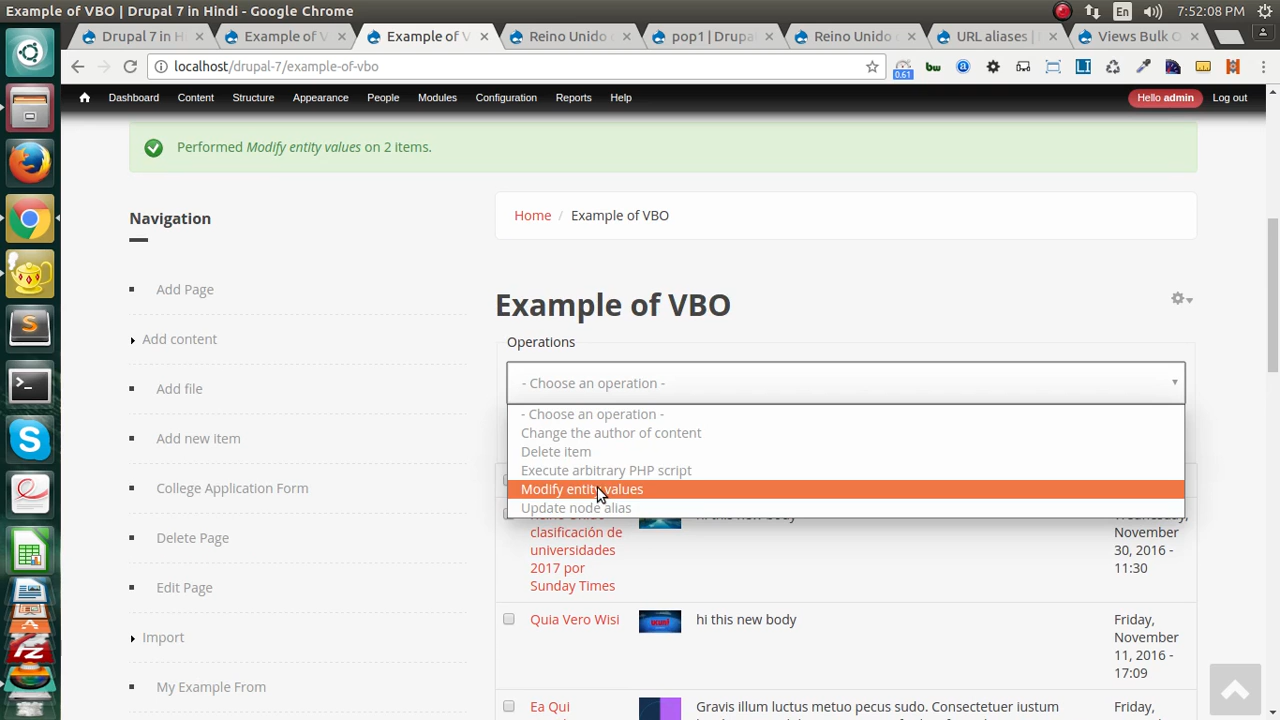 Example of VBO | Drupal 7 in Hindi - Google Chrome
En
7:52:08 PM
Drupal 7 in H
Example of V
Example of V
Reino Unido
pop1 | Drupa
Reino Unido
URL aliases |
Views Bulk O
localhost/drupal-7/example-of-vbo
0.61
Dashboard
Content
Structure
Appearance
People
Modules
Configuration
Reports
Help
Hello admin
Log out
Performed Modify entity values on 2 items.
Navigation
Add Page
Add content
Add file
Add new item
College Application Form
Delete Page
Edit Page
Import
My Example From
Home / Example of VBO
Example of VBO
Operations
- Choose an operation -
- Choose an operation -
Change the author of content
Delete item
Execute arbitrary PHP script
Modify entity values
Update node alias
clasificación de
universidades
2017 por
Sunday Times
hi this new body
Wednesday,
November
30, 2016 -
11:30
Quia Vero Wisi
hi this new body
Friday,
November
11, 2016 -
17:09
Ea Qui
Gravis illum luctus metuo pecus sudo. Consectetuer iustum
Friday,